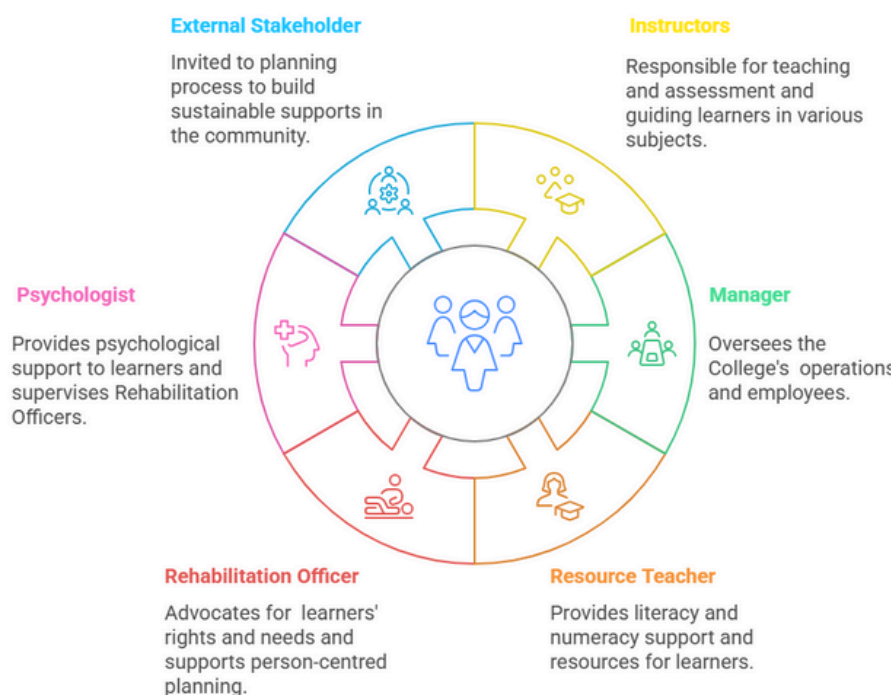 External Stakeholder
Invited to planning
process to build
sustainable supports in
the community.
Instructors
Responsible for teaching
and assessment and
guiding learners in various
subjects.
Psychologist
Provides psychological
support to learners and
supervises Rehabilitation
Officers.
Manager
Oversees the
College's operations
and employees.
Rehabilitation Officer
Advocates for learners'
rights and needs and
supports person-centred
planning.
Resource Teacher
Provides literacy and
numeracy support and
resources for learners.